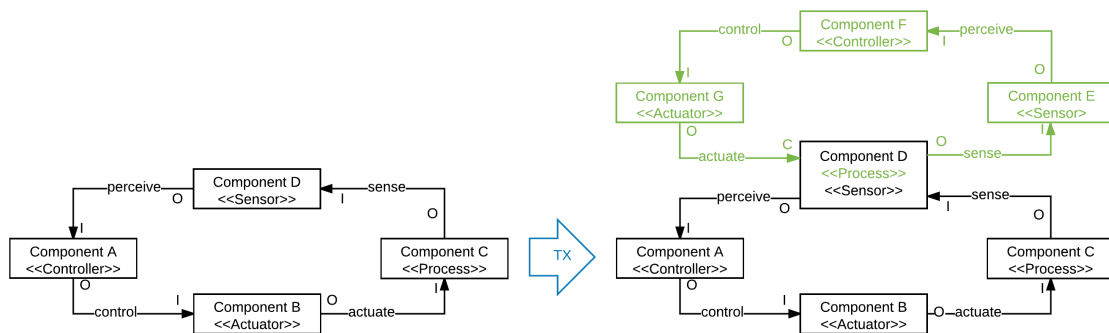 Component F
<<Controller>>
control
O
I
perceive
I
O
Component G
<<Actuator>>
Component E
<<Sensor>
O
I
actuate
C
O
sense
Component D
<<Process>>
<<Sensor>>
perceive
O
I
sense
I
O
Component A
<<Controller>>
Component C
<<Process>>
O
I
control
I
Component B
<<Actuator>>
O
actuate
TX
Component D
<<Sensor>>
perceive
O
I
sense
I
O
Component A
<<Controller>>
Component C
<<Process>>
O
I
control
I
Component B
<<Actuator>>
O
actuate